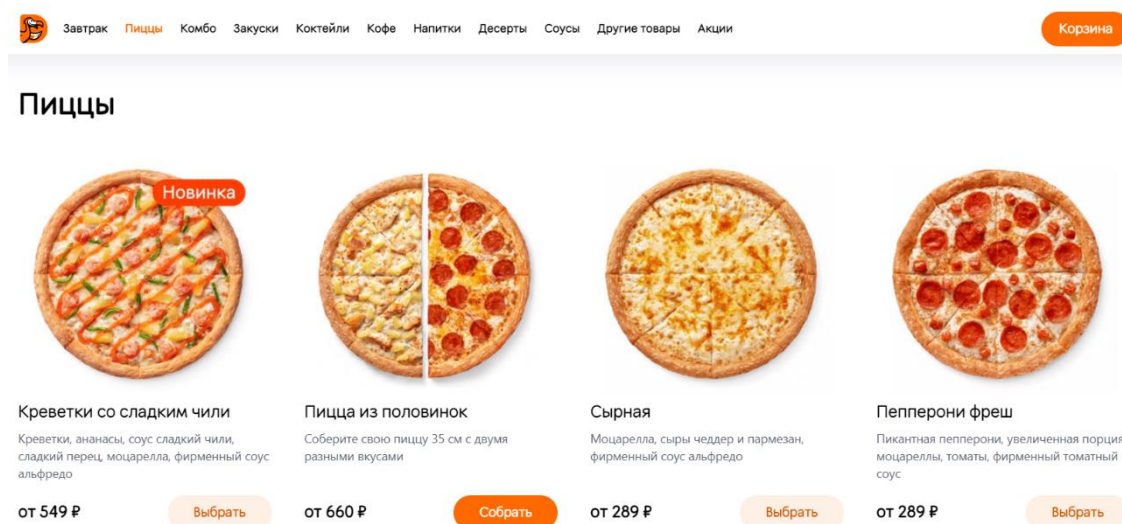 Завтрак Пиццы Комбо Закуски Коктейли Кофе Напитки Десерты Соусы Другие товары Акции Корзина
Пиццы
Новинка
Креветки со сладким чили
Креветки, ананасы, соус сладкий чили,
сладкий перец, моцарелла, фирменный соус
альфредо
от 549 ₽ Выбрать
Пицца из половинок
Соберите свою пиццу 35 см с двумя
разными вкусами
от 660 ₽ Собрать
Сырная
Моцарелла, сыры чеддер и пармезан,
фирменный соус альфредо
от 289 ₽ Выбрать
Пепперони фреш
Пикантная пепперони, увеличенная порция
моцареллы, томаты, фирменный томатный
соус
от 289 ₽ Выбрать